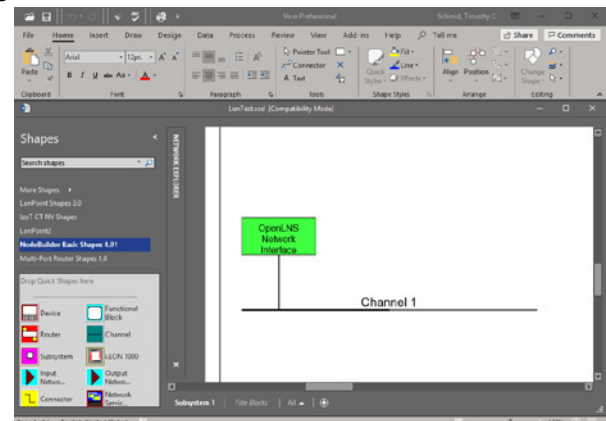 Visio Professional
Schmid, Timothy C
File Home Insert Draw Design Data Process Review View Add-ins Help Tell me Share Comments
Arial 12pt.
Pointer Tool
Fill
Paste
Connector
Line
Quick Styles
Effects
Align Position
Change Shape
B I U abc Aa A
A Text
Clipboard Font Paragraph Tools Shape Styles Arrange Editing
LonTest.vsd [Compatibility Mode]
Shapes
NETWORK EXPLORER
Search shapes
More Shapes
LonPoint Shapes 3.0
IzoT CT NV Shapes
LonPoint2
NodeBuilder Basic Shapes 4.01
Multi-Port Router Shapes 1.0
Drop Quick Shapes here
Device
Functional Block
Router
Channel
Subsystem
i.LON 1000
Input Netwo...
Output Netwo...
Connector
Network Servic...
OpenLNS
Network
Interface
Channel 1
Subsystem 1 Title Blocks All